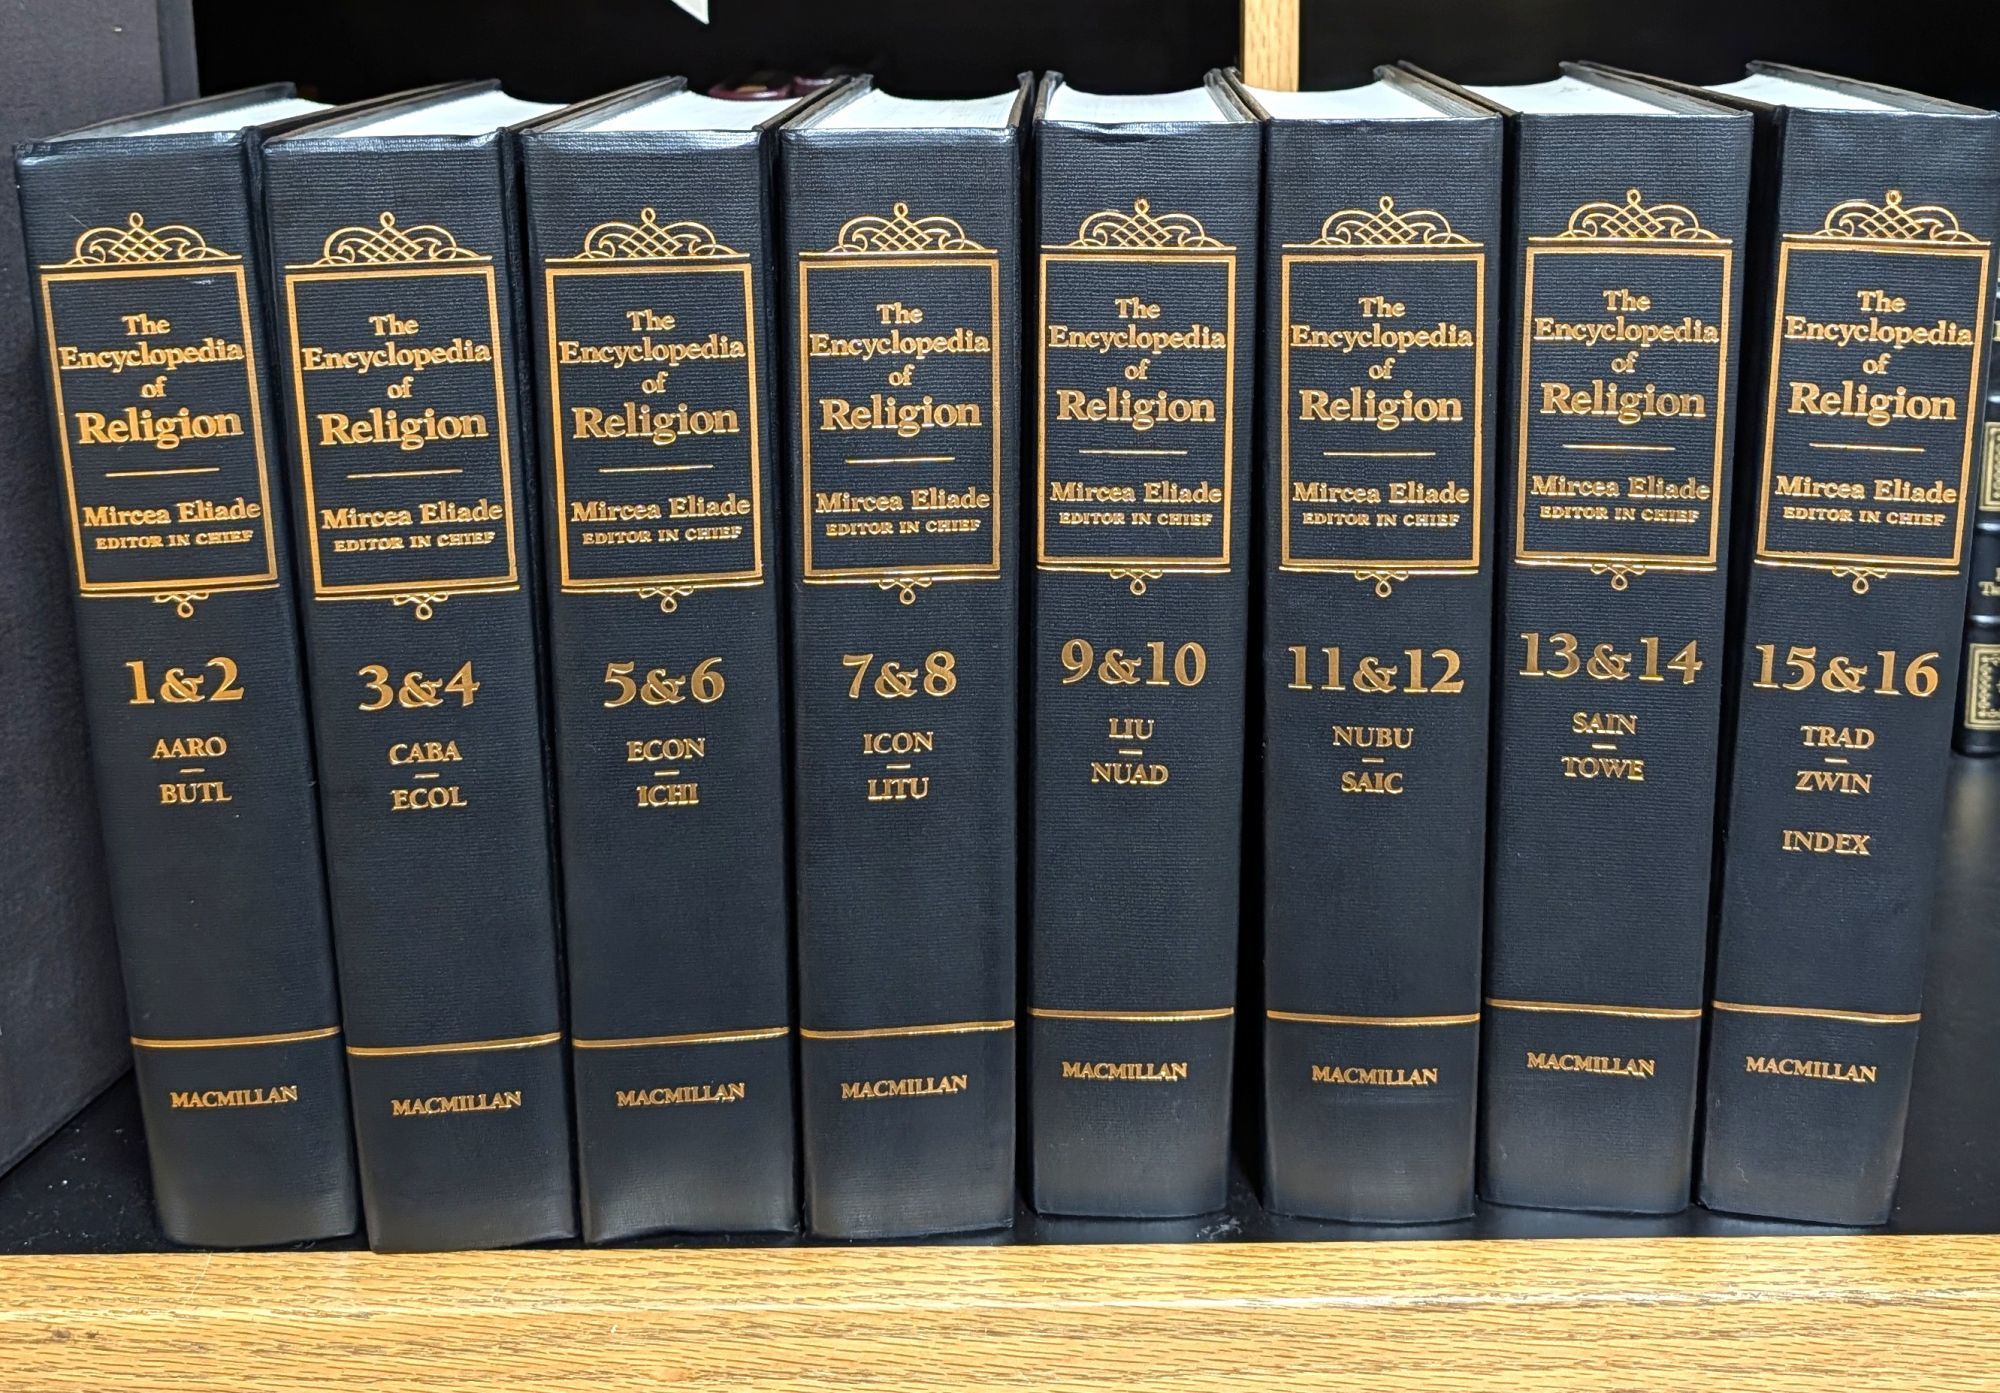 The
Encyclopedia
of
Religion
Mircea Eliade
EDITOR IN CHIEF
1&2
AARO
—
BUTL
MACMILLAN
The
Encyclopedia
of
Religion
Mircea Eliade
EDITOR IN CHIEF
3&4
CABA
—
ECOL
MACMILLAN
The
Encyclopedia
of
Religion
Mircea Eliade
EDITOR IN CHIEF
5&6
ECON
—
ICHI
MACMILLAN
The
Encyclopedia
of
Religion
Mircea Eliade
EDITOR IN CHIEF
7&8
ICON
—
LITU
MACMILLAN
The
Encyclopedia
of
Religion
Mircea Eliade
EDITOR IN CHIEF
9&10
LIU
—
NUAD
MACMILLAN
The
Encyclopedia
of
Religion
Mircea Eliade
EDITOR IN CHIEF
11&12
NUBU
—
SAIC
MACMILLAN
The
Encyclopedia
of
Religion
Mircea Eliade
EDITOR IN CHIEF
13&14
SAIN
—
TOWE
MACMILLAN
The
Encyclopedia
of
Religion
Mircea Eliade
EDITOR IN CHIEF
15&16
TRAD
—
ZWIN
INDEX
MACMILLAN